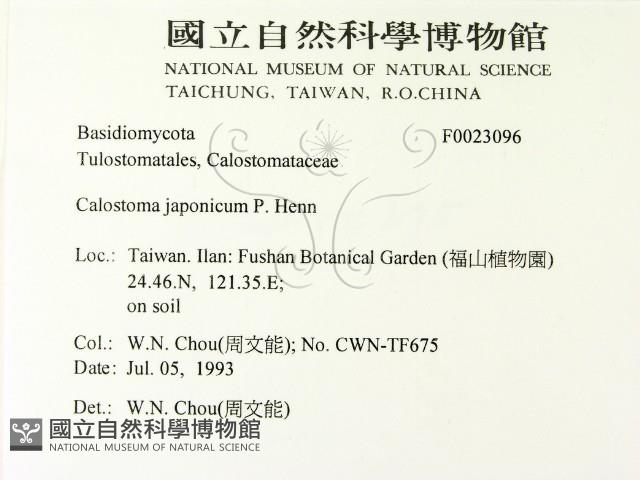 國立自然科學博物館
NATIONAL MUSEUM OF NATURAL SCIENCE
TAICHUNG, TAIWAN, R.O.CHINA
Basidiomycota F0023096
Tulostomatales, Calostomataceae
Calostoma japonicum P. Henn
Loc.: Taiwan. Ilan: Fushan Botanical Garden (福山植物園)
24.46.N, 121.35.E;
on soil
Col.: W.N. Chou(周文能); No. CWN-TF675
Date: Jul. 05, 1993
Det.: W.N. Chou(周文能)
國立自然科學博物館
NATIONAL MUSEUM OF NATURAL SCIENCE